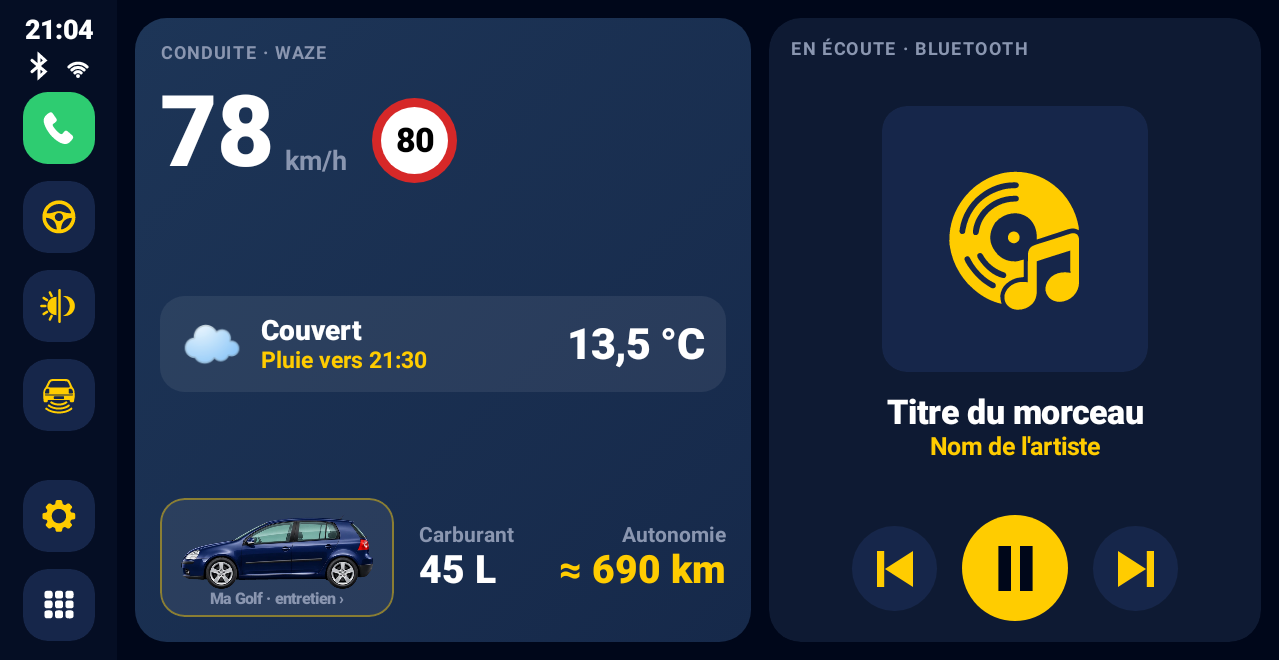 21:04
CONDUITE · WAZE
78 km/h
80
Couvert
Pluie vers 21:30
13,5 °C
Ma Golf · entretien ›
Carburant
45 L
Autonomie
≈ 690 km
EN ÉCOUTE · BLUETOOTH
Titre du morceau
Nom de l'artiste